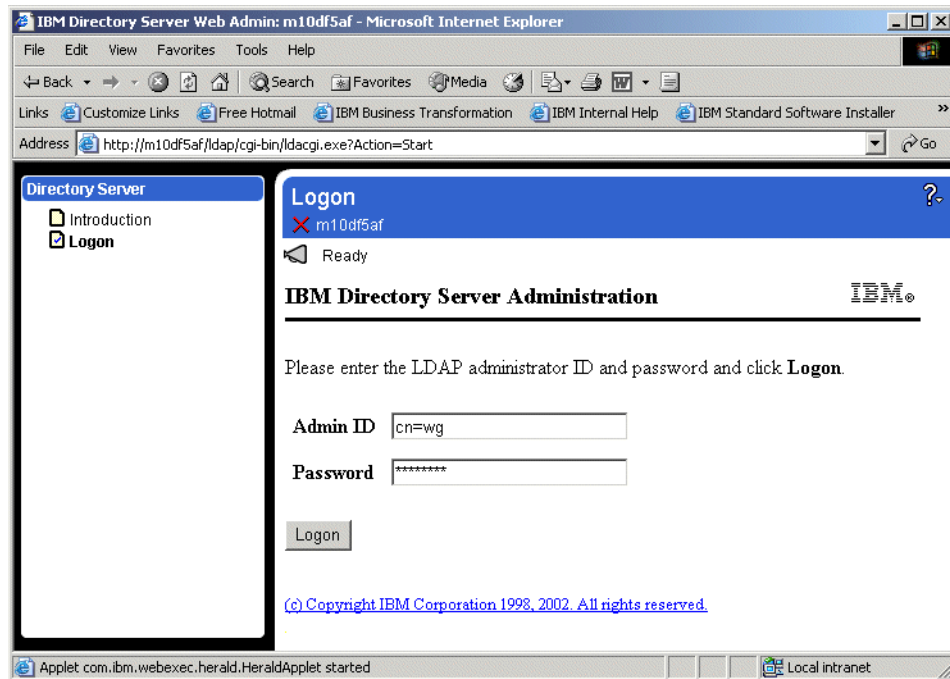 IBM Directory Server Web Admin: m10df5af - Microsoft Internet Explorer
File Edit View Favorites Tools Help
Back Search Favorites Media
Links Customize Links Free Hotmail IBM Business Transformation IBM Internal Help IBM Standard Software Installer »
Address http://m10df5af/ldap/cgi-bin/ldacgi.exe?Action=Start Go
Directory Server
Introduction
Logon
Logon
m10df5af
Ready
IBM Directory Server Administration IBM®
Please enter the LDAP administrator ID and password and click Logon.
Admin ID cn=wg
Password ********
Logon
(c) Copyright IBM Corporation 1998, 2002. All rights reserved.
Applet com.ibm.webexec.herald.HeraldApplet started Local intranet